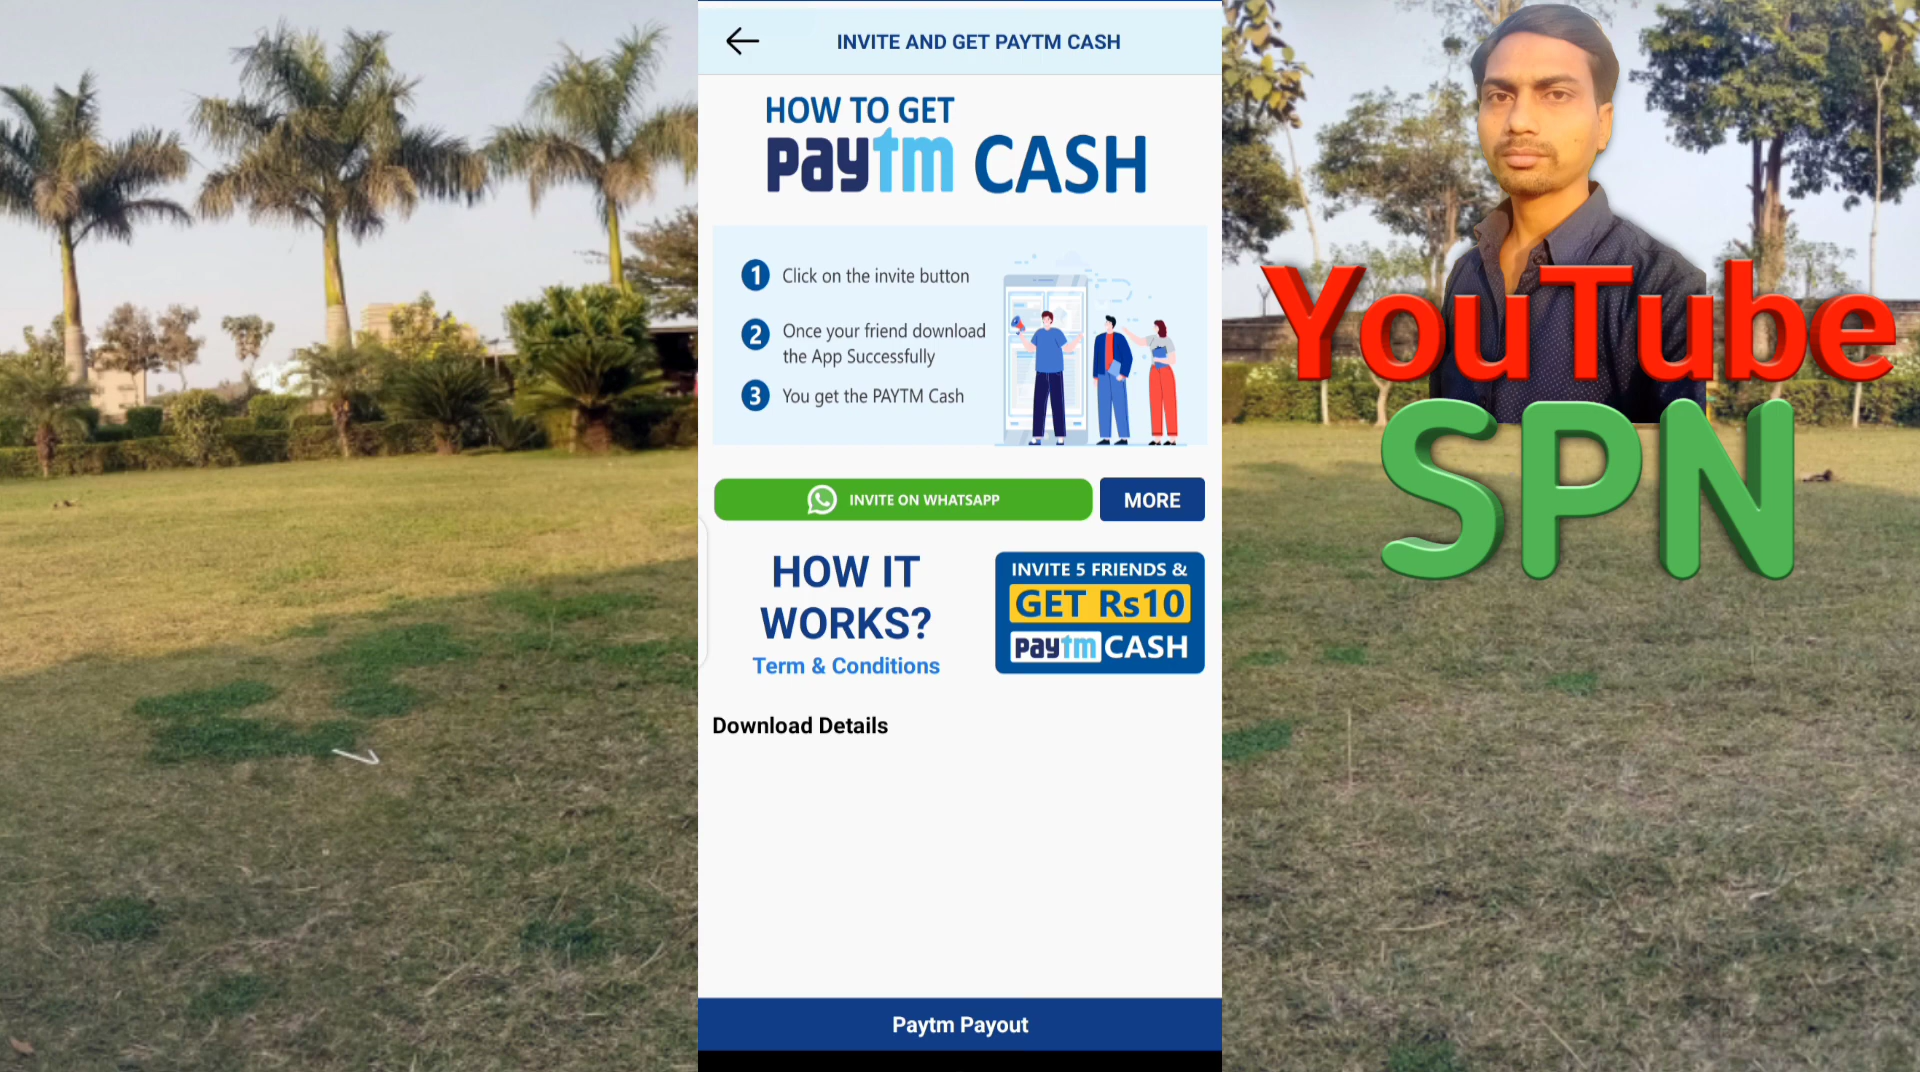 INVITE AND GET PAYTM CASH
HOW TO GET
paytm CASH
1 Click on the invite button
2 Once your friend download
the App Successfully
3 You get the PAYTM Cash
INVITE ON WHATSAPP
MORE
HOW IT
WORKS?
Term & Conditions
INVITE 5 FRIENDS &
GET Rs10
paytm CASH
Download Details
Paytm Payout
YouTube
SPN